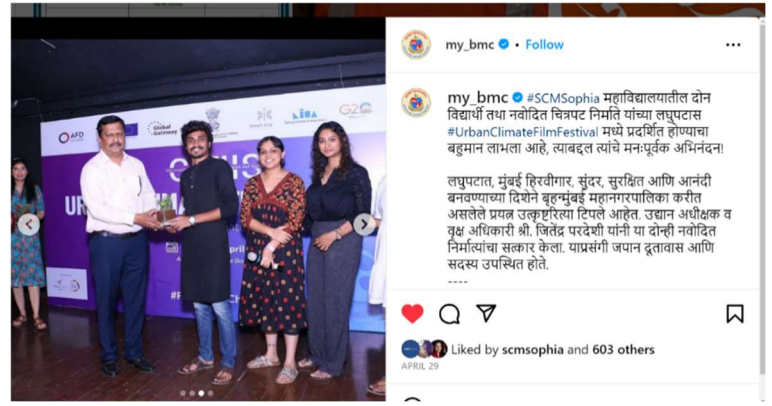 my_bmc • Follow
my_bmc #SCMSophia महाविद्यालयातील दोन
विद्यार्थी तथा नवोदित चित्रपट निर्माते यांच्या लघुपटास
#UrbanClimateFilmFestival मध्ये प्रदर्शित होण्याचा
बहुमान लाभला आहे, त्याबद्दल त्यांचे मनःपूर्वक अभिनंदन!
लघुपटात, मुंबई हिरवीगार, सुंदर, सुरक्षित आणि आनंदी
बनवण्याच्या दिशेने बृहन्मुंबई महानगरपालिका करीत
असलेले प्रयत्न उत्कृष्टरित्या टिपले आहेत. उद्यान अधीक्षक व
वृक्ष अधिकारी श्री. जितेंद्र परदेशी यांनी या दोन्ही नवोदित
निर्मात्यांचा सत्कार केला. याप्रसंगी जपान दूतावास आणि
सदस्य उपस्थित होते.
----
Liked by scmsophia and 603 others
APRIL 29
AFD
Global
Gateway
G20
UR